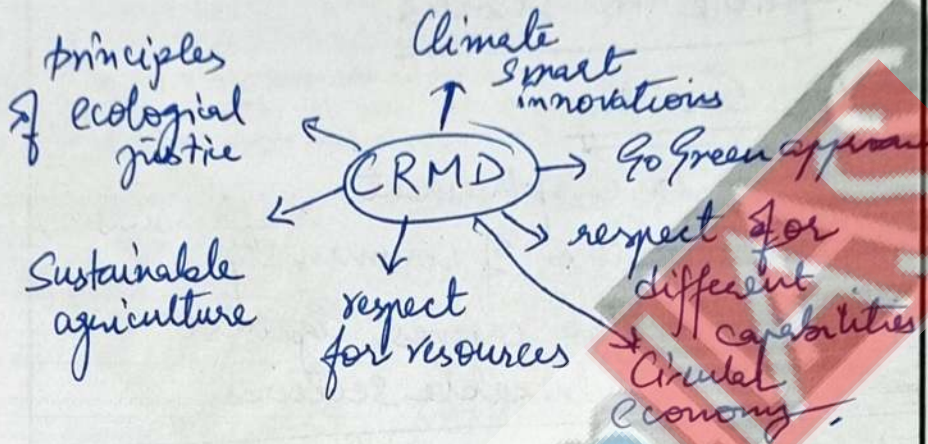 Climate
smart
innovations
principles
of ecological
justice
CRMD
Go Green
respect for
different
capabilities
Sustainable
agriculture
respect
for resources
Circular
economy